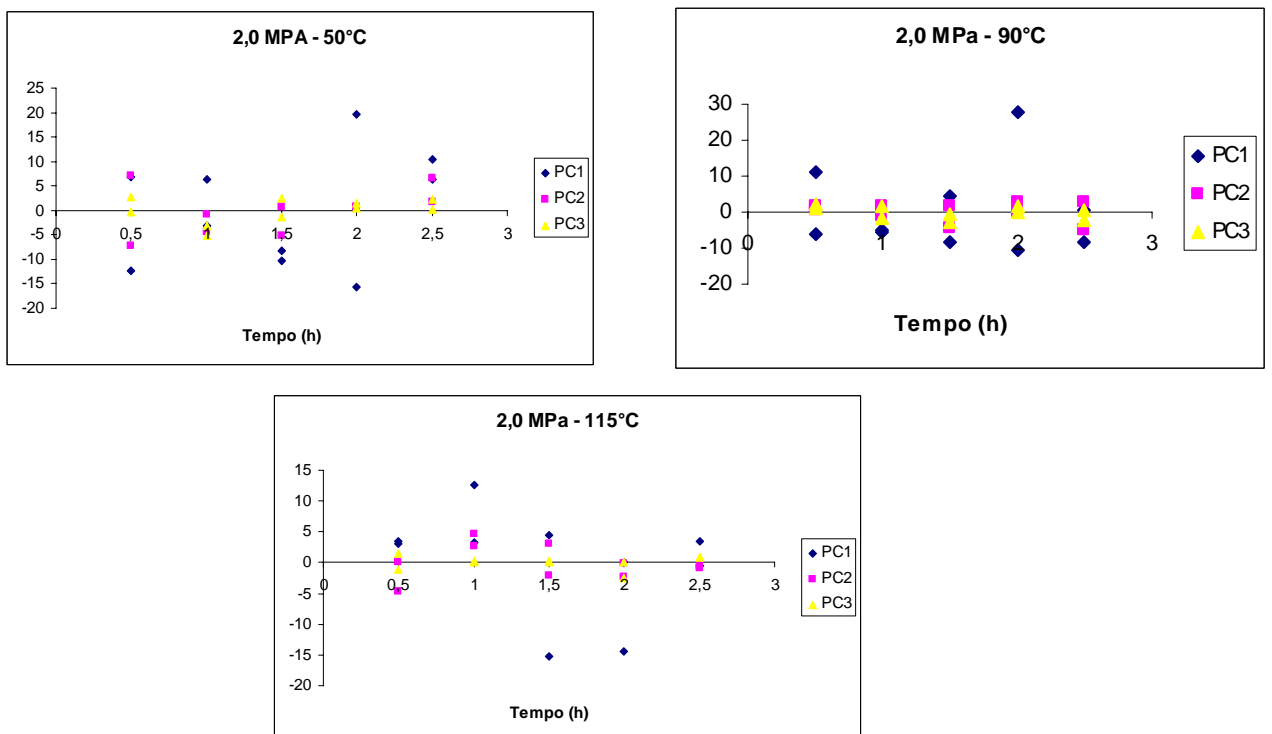 2,0 MPA - 50°C
25
20
15
10
5
0
-5
-10
-15
-20
0 0,5 1 1,5 2 2,5 3
Tempo (h)
PC1
PC2
PC3
2,0 MPa - 90°C
30
20
10
0
-10
-20
0 1 2 3
Tempo (h)
PC1
PC2
PC3
2,0 MPa - 115°C
15
10
5
0
-5
-10
-15
-20
0 0,5 1 1,5 2 2,5 3
Tempo (h)
PC1
PC2
PC3